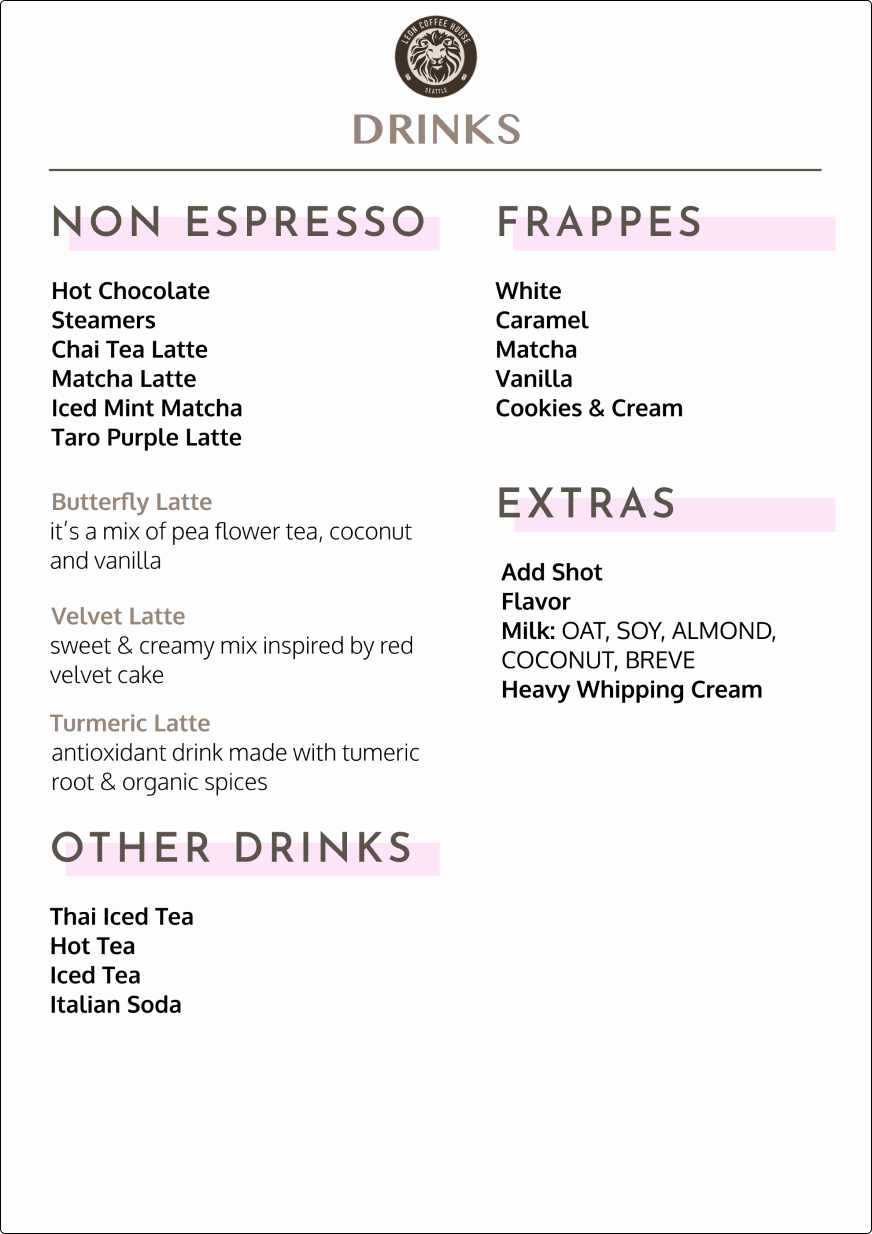 LEON COFFEE HOUSE
SEATTLE
DRINKS
NON ESPRESSO
Hot Chocolate
Steamers
Chai Tea Latte
Matcha Latte
Iced Mint Matcha
Taro Purple Latte
Butterfly Latte
it's a mix of pea flower tea, coconut
and vanilla
Velvet Latte
sweet & creamy mix inspired by red
velvet cake
Turmeric Latte
antioxidant drink made with tumeric
root & organic spices
OTHER DRINKS
Thai Iced Tea
Hot Tea
Iced Tea
Italian Soda
FRAPPES
White
Caramel
Matcha
Vanilla
Cookies & Cream
EXTRAS
Add Shot
Flavor
Milk: OAT, SOY, ALMOND,
COCONUT, BREVE
Heavy Whipping Cream